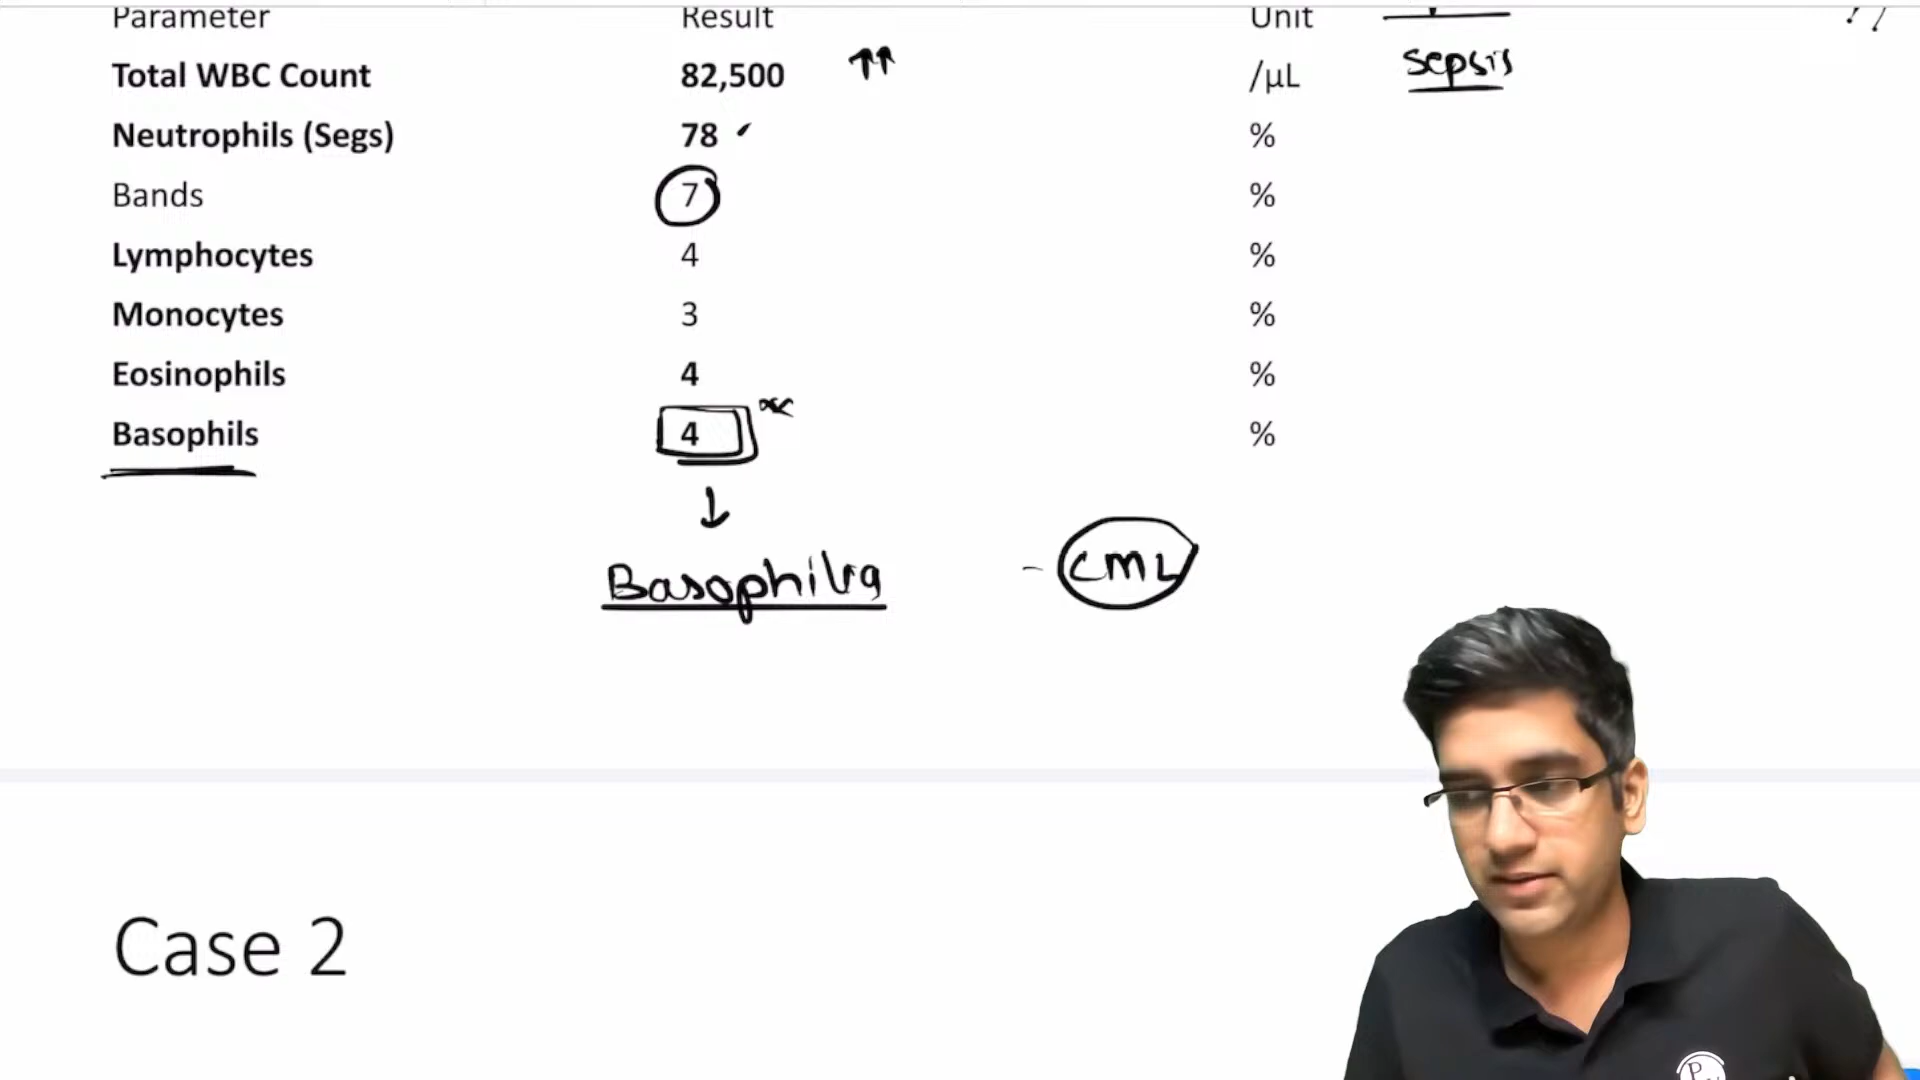 Parameter Result Unit
Total WBC Count 82,500 ↑↑ /µL sepsis
Neutrophils (Segs) 78 %
Bands 7 %
Lymphocytes 4 %
Monocytes 3 %
Eosinophils 4 %
Basophils 4 %
↓
Basophilia - CML
Case 2